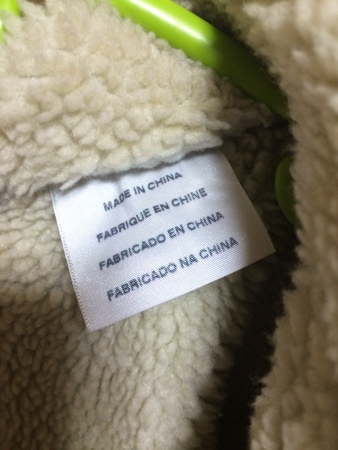 MADE IN CHINA
FABRIQUE EN CHINE
FABRICADO EN CHINA
FABRICADO NA CHINA